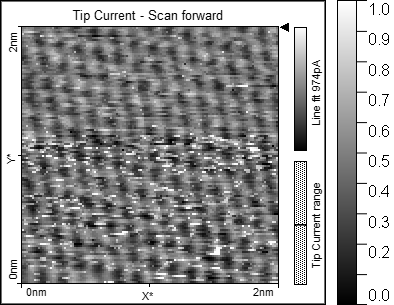 Tip Current - Scan forward
2nm
Y*
0nm
0nm
X*
2nm
Line fit 974pA
Tip Current range
1.0
0.9
0.8
0.7
0.6
0.5
0.4
0.3
0.2
0.1
0.0